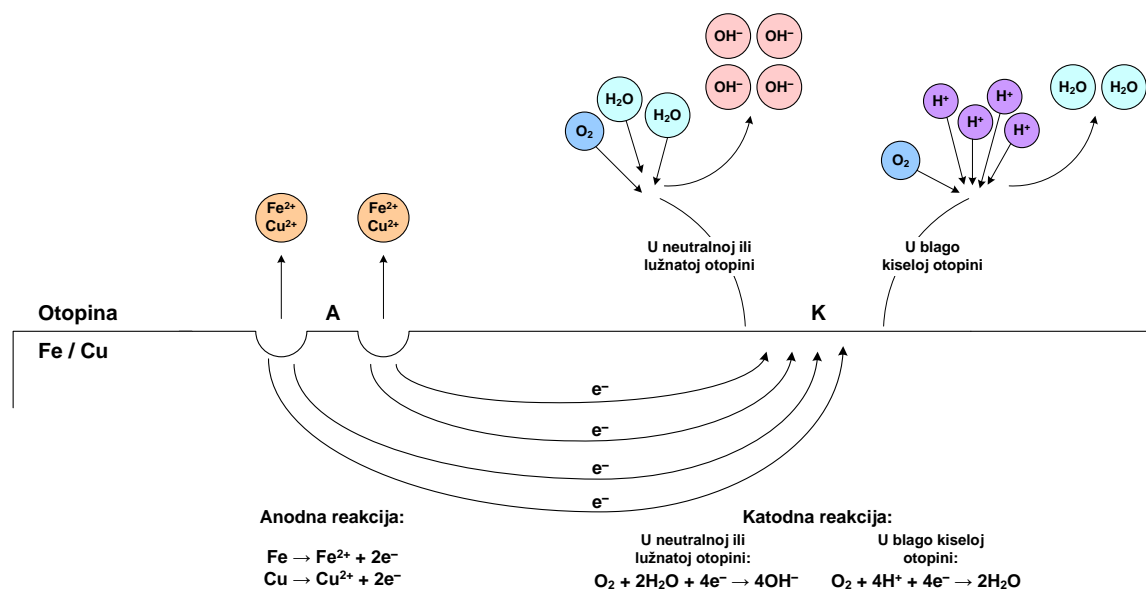 OH⁻ OH⁻
OH⁻ OH⁻
H₂O
H₂O
O₂
H⁺ H⁺
H⁺ H⁺
O₂
H₂O H₂O
Fe²⁺
Cu²⁺
Fe²⁺
Cu²⁺
U neutralnoj ili
lužnatoj otopini
U blago
kiseloj otopini
Otopina
A
K
Fe / Cu
e⁻
e⁻
e⁻
e⁻
Anodna reakcija:
Fe → Fe²⁺ + 2e⁻
Cu → Cu²⁺ + 2e⁻
Katodna reakcija:
U neutralnoj ili
lužnatoj otopini:
O₂ + 2H₂O + 4e⁻ → 4OH⁻
U blago kiseloj
otopini:
O₂ + 4H⁺ + 4e⁻ → 2H₂O